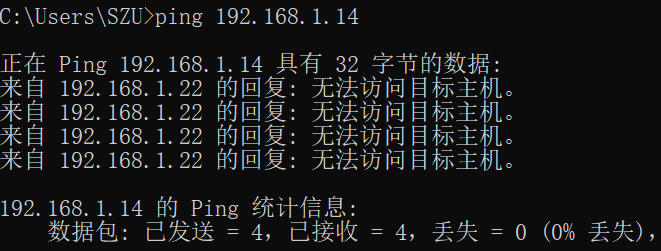 C:\Users\SZU>ping 192.168.1.14
正在 Ping 192.168.1.14 具有 32 字节的数据:
来自 192.168.1.22 的回复: 无法访问目标主机。
来自 192.168.1.22 的回复: 无法访问目标主机。
来自 192.168.1.22 的回复: 无法访问目标主机。
来自 192.168.1.22 的回复: 无法访问目标主机。
192.168.1.14 的 Ping 统计信息:
数据包: 已发送 = 4, 已接收 = 4, 丢失 = 0 (0% 丢失),